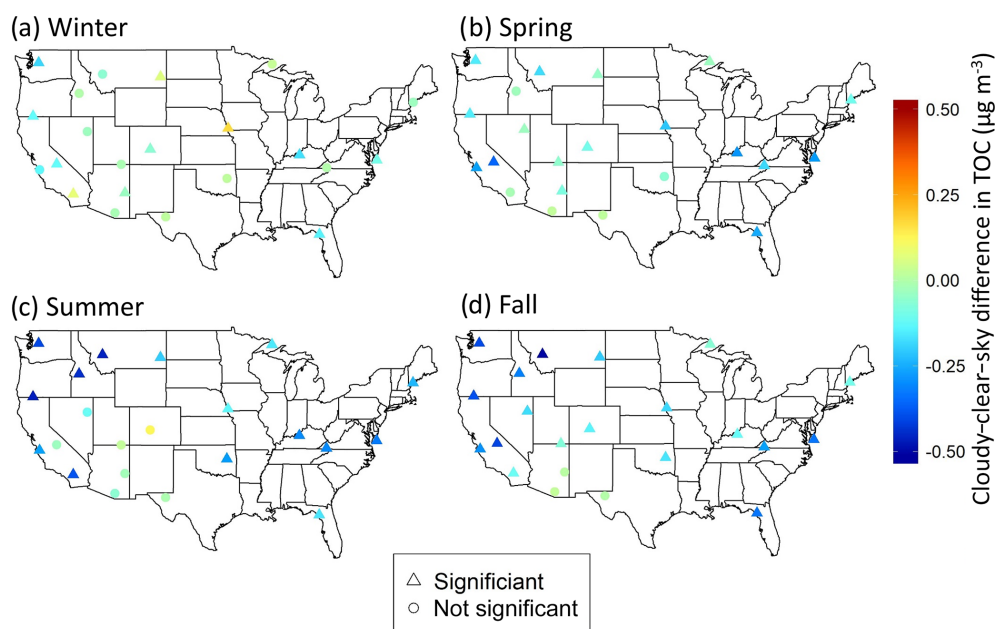 (a) Winter
(b) Spring
(c) Summer
(d) Fall
0.50
0.25
0.00
-0.25
-0.50
Cloudy–clear–sky difference in TOC (µg m⁻³)
Significiant
Not significant